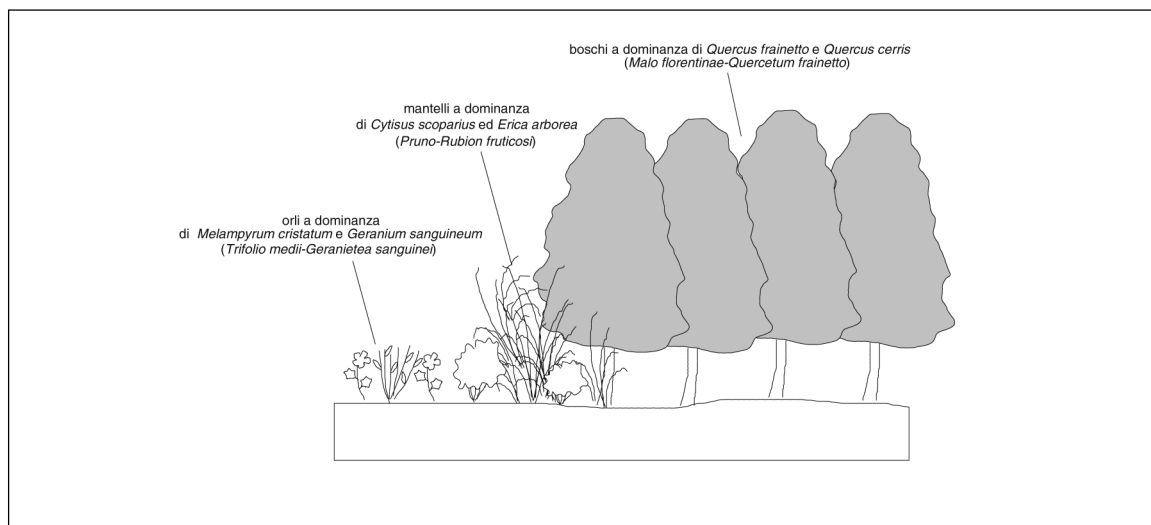 boschi a dominanza di Quercus frainetto e Quercus cerris
(Malo florentinae-Quercetum frainetto)
mantelli a dominanza
di Cytisus scoparius ed Erica arborea
(Pruno-Rubion fruticosi)
orli a dominanza
di Melampyrum cristatum e Geranium sanguineum
(Trifolio medii-Geranietea sanguinei)